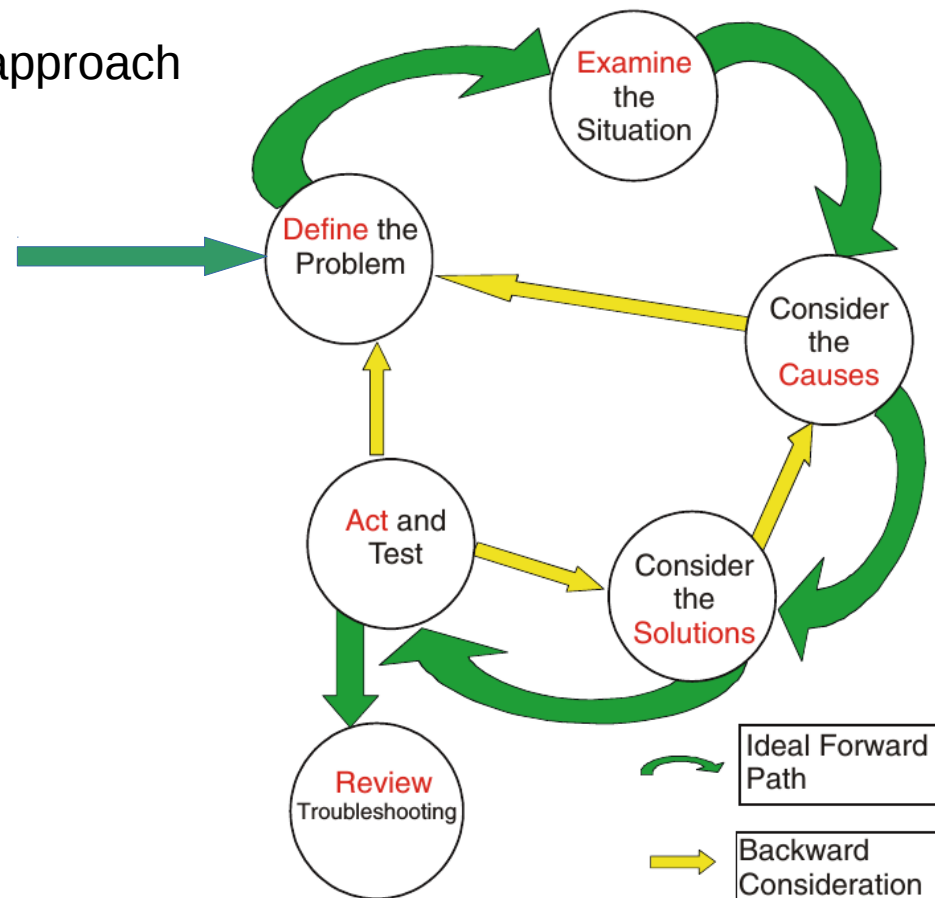 approach
Examine
the
Situation
Define the
Problem
Consider
the
Causes
Act and
Test
Consider
the
Solutions
Review
Troubleshooting
Ideal Forward
Path
Backward
Consideration